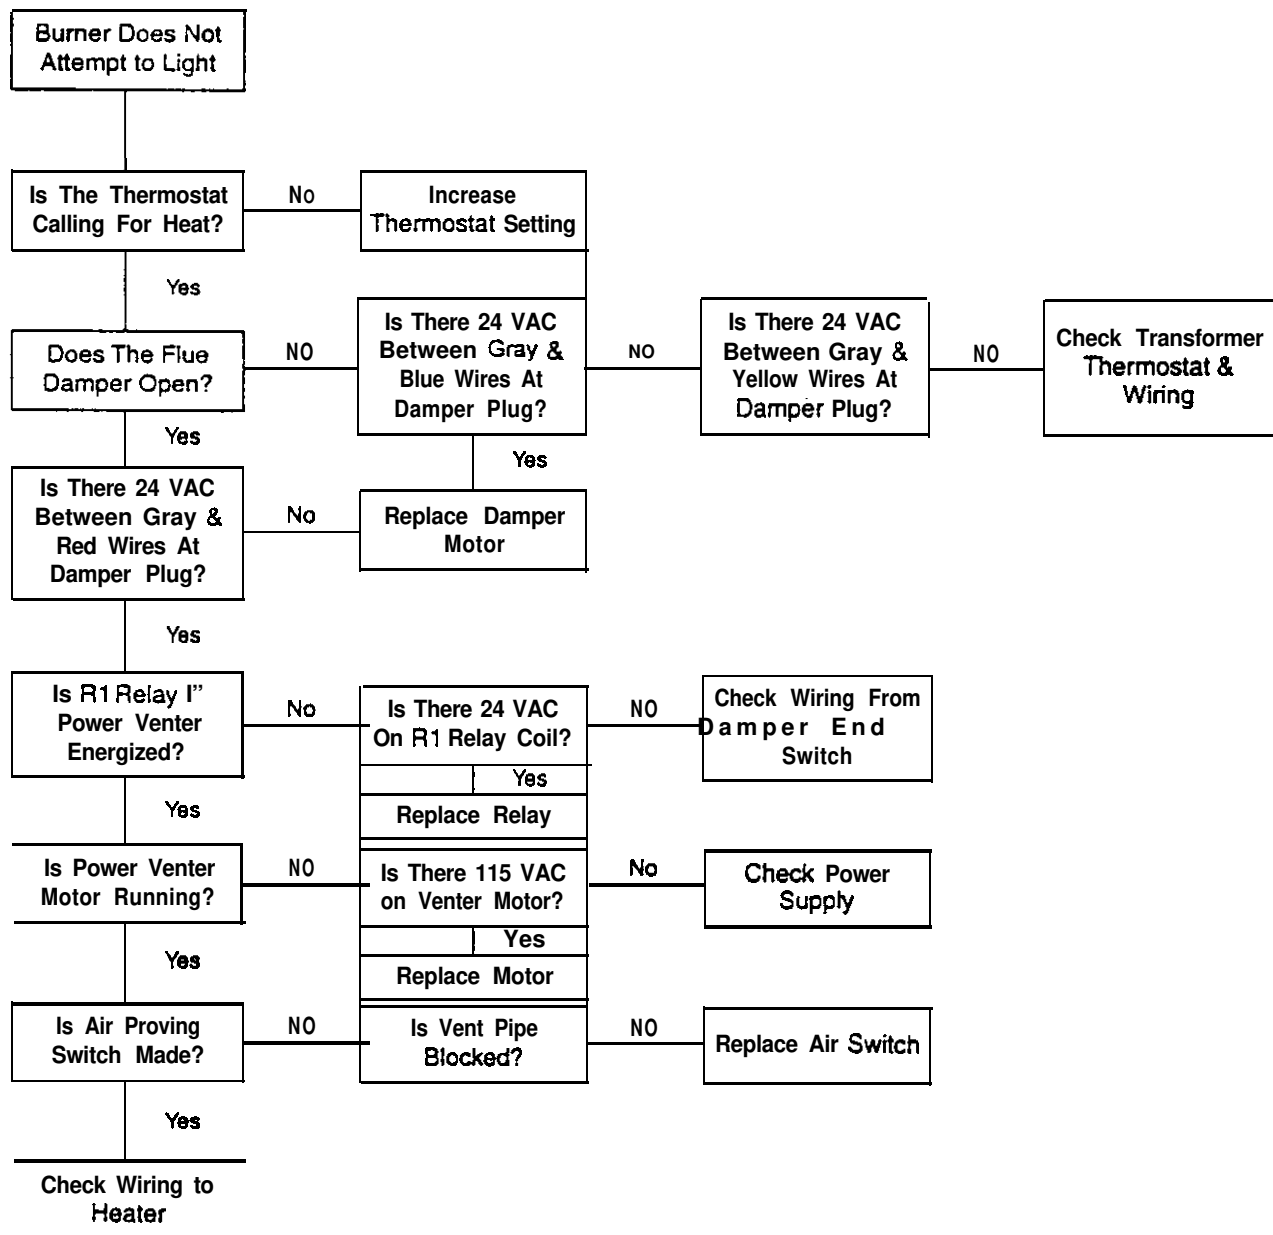 Burner Does Not
Attempt to Light
Is The Thermostat
Calling For Heat?
No
Increase
Thermostat Setting
Yes
Does The Flue
Damper Open?
NO
Is There 24 VAC
Between Gray &
Blue Wires At
Damper Plug?
NO
Is There 24 VAC
Between Gray &
Yellow Wires At
Damper Plug?
NO
Check Transformer
Thermostat &
Wiring
Yes
Yes
Is There 24 VAC
Between Gray &
Red Wires At
Damper Plug?
No
Replace Damper
Motor
Yes
Is R1 Relay I”
Power Venter
Energized?
No
Is There 24 VAC
On R1 Relay Coil?
NO
Check Wiring From
Damper End
Switch
Yes
Replace Relay
Yes
Is Power Venter
Motor Running?
NO
Is There 115 VAC
on Venter Motor?
No
Check Power
Supply
Yes
Replace Motor
Yes
Is Air Proving
Switch Made?
NO
Is Vent Pipe
Blocked?
NO
Replace Air Switch
Yes
Check Wiring to
Heater